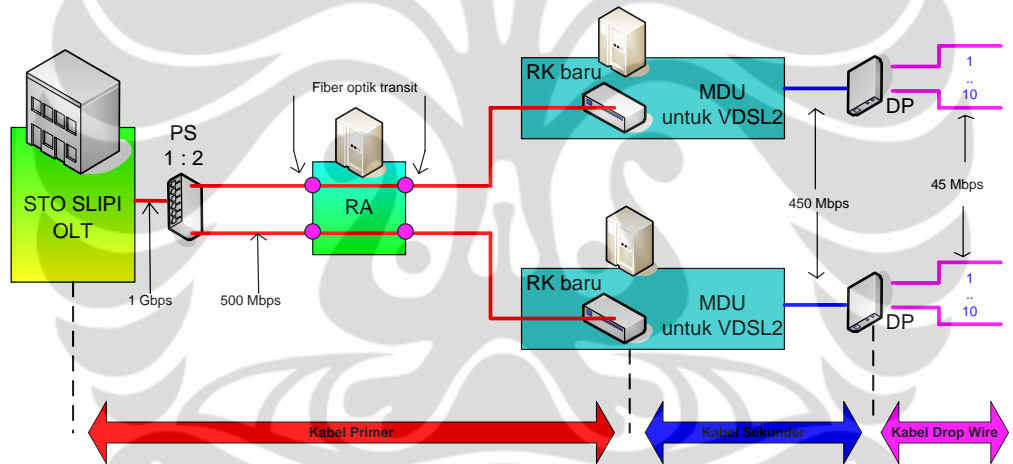 STO SLIPI
OLT
PS
1 : 2
1 Gbps
500 Mbps
Fiber optik transit
RA
RK baru
MDU
untuk VDSL2
DP
1
..
10
450 Mbps
45 Mbps
RK baru
MDU
untuk VDSL2
DP
1
..
10
Kabel Primer
Kabel Sekunder
Kabel Drop Wire